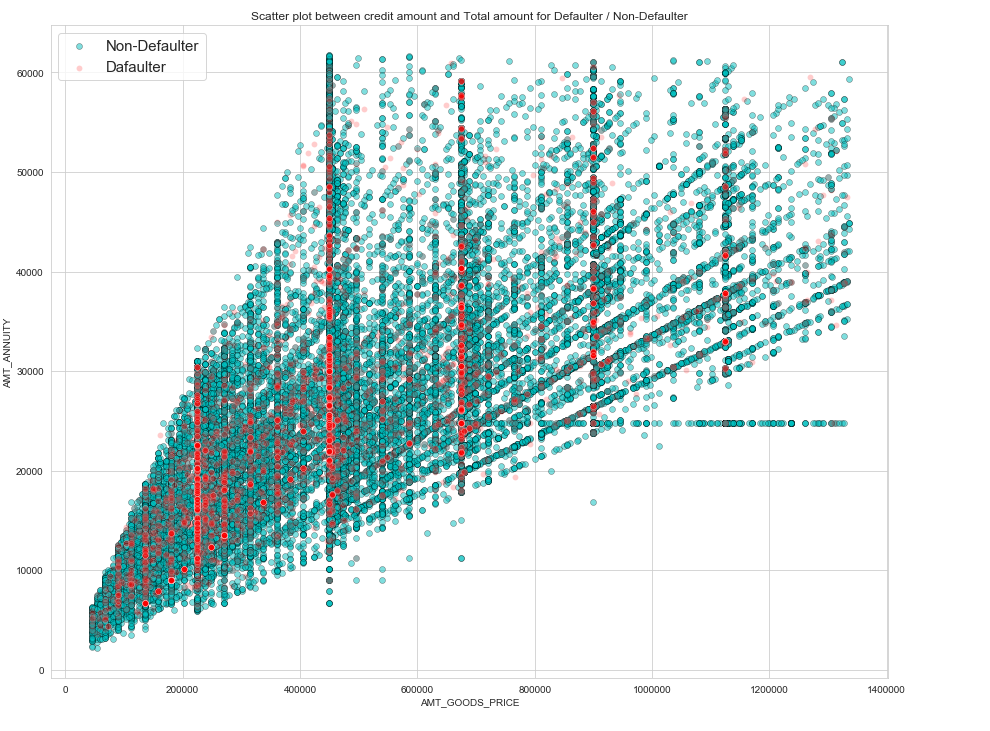 Scatter plot between credit amount and Total amount for Defaulter / Non-Defaulter
Non-Defaulter
Dafaulter
60000
50000
40000
30000
20000
10000
0
AMT_ANNUITY
0 200000 400000 600000 800000 1000000 1200000 1400000
AMT_GOODS_PRICE